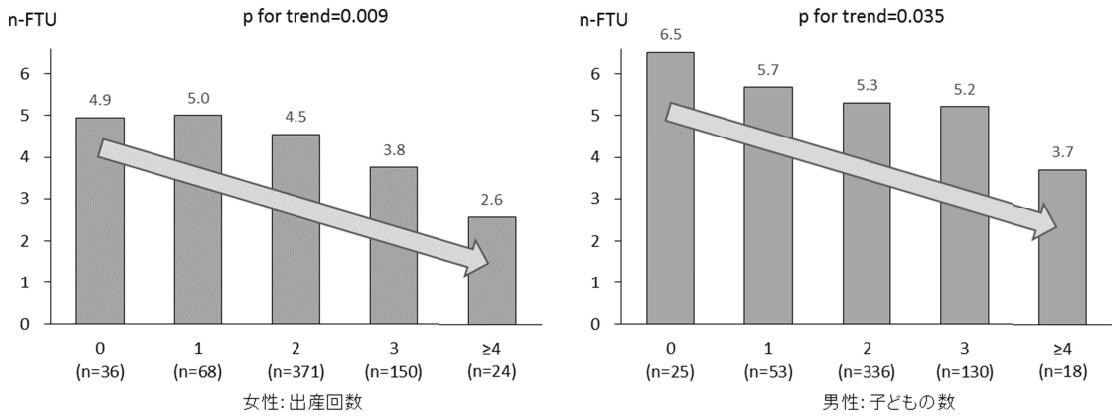 n-FTU
p for trend=0.009
6
5
4
3
2
1
0
4.9
5.0
4.5
3.8
2.6
0
1
2
3
≥4
(n=36)
(n=68)
(n=371)
(n=150)
(n=24)
女性：出産回数
n-FTU
p for trend=0.035
6
5
4
3
2
1
0
6.5
5.7
5.3
5.2
3.7
0
1
2
3
≥4
(n=25)
(n=53)
(n=336)
(n=130)
(n=18)
男性：子どもの数